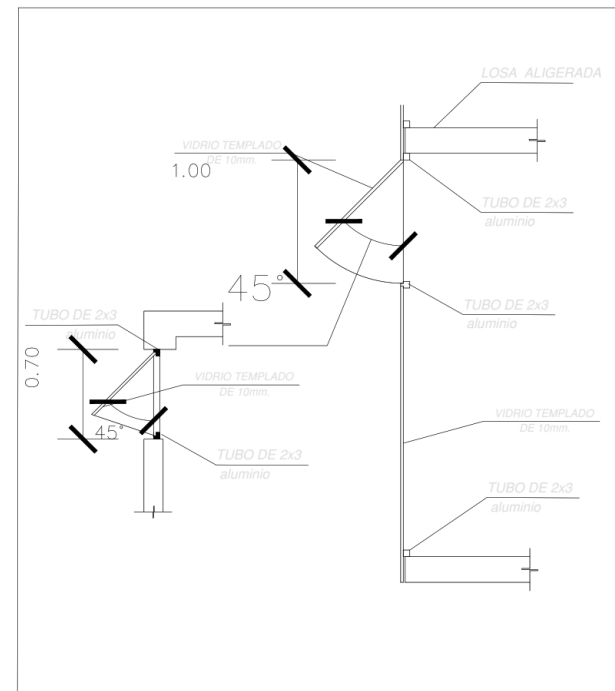 LOSA ALIGERADA
VIDRIO TEMPLADO
DE 10mm.
1.00
TUBO DE 2x3
aluminio
45°
TUBO DE 2x3
aluminio
TUBO DE 2x3
aluminio
0.70
VIDRIO TEMPLADO
DE 10mm.
45°
VIDRIO TEMPLADO
DE 10mm.
TUBO DE 2x3
aluminio
TUBO DE 2x3
aluminio